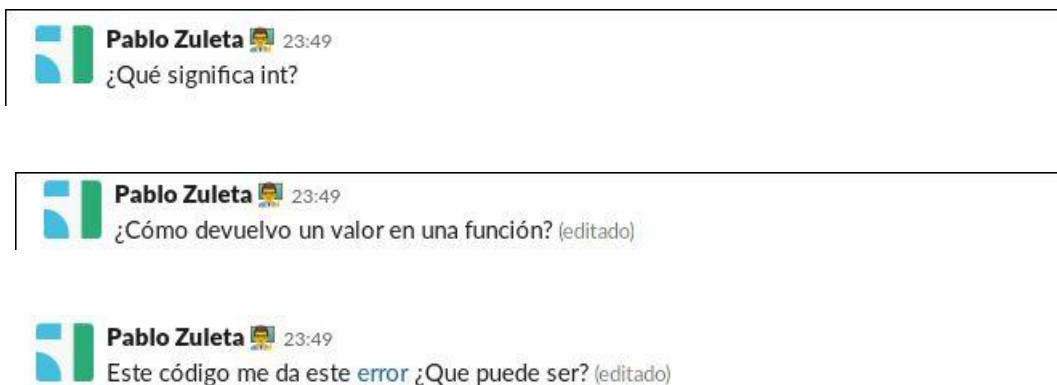 Pablo Zuleta 👨‍🏫 23:49
¿Qué significa int?
Pablo Zuleta 👨‍🏫 23:49
¿Cómo devuelvo un valor en una función? (editado)
Pablo Zuleta 👨‍🏫 23:49
Este código me da este error ¿Que puede ser? (editado)